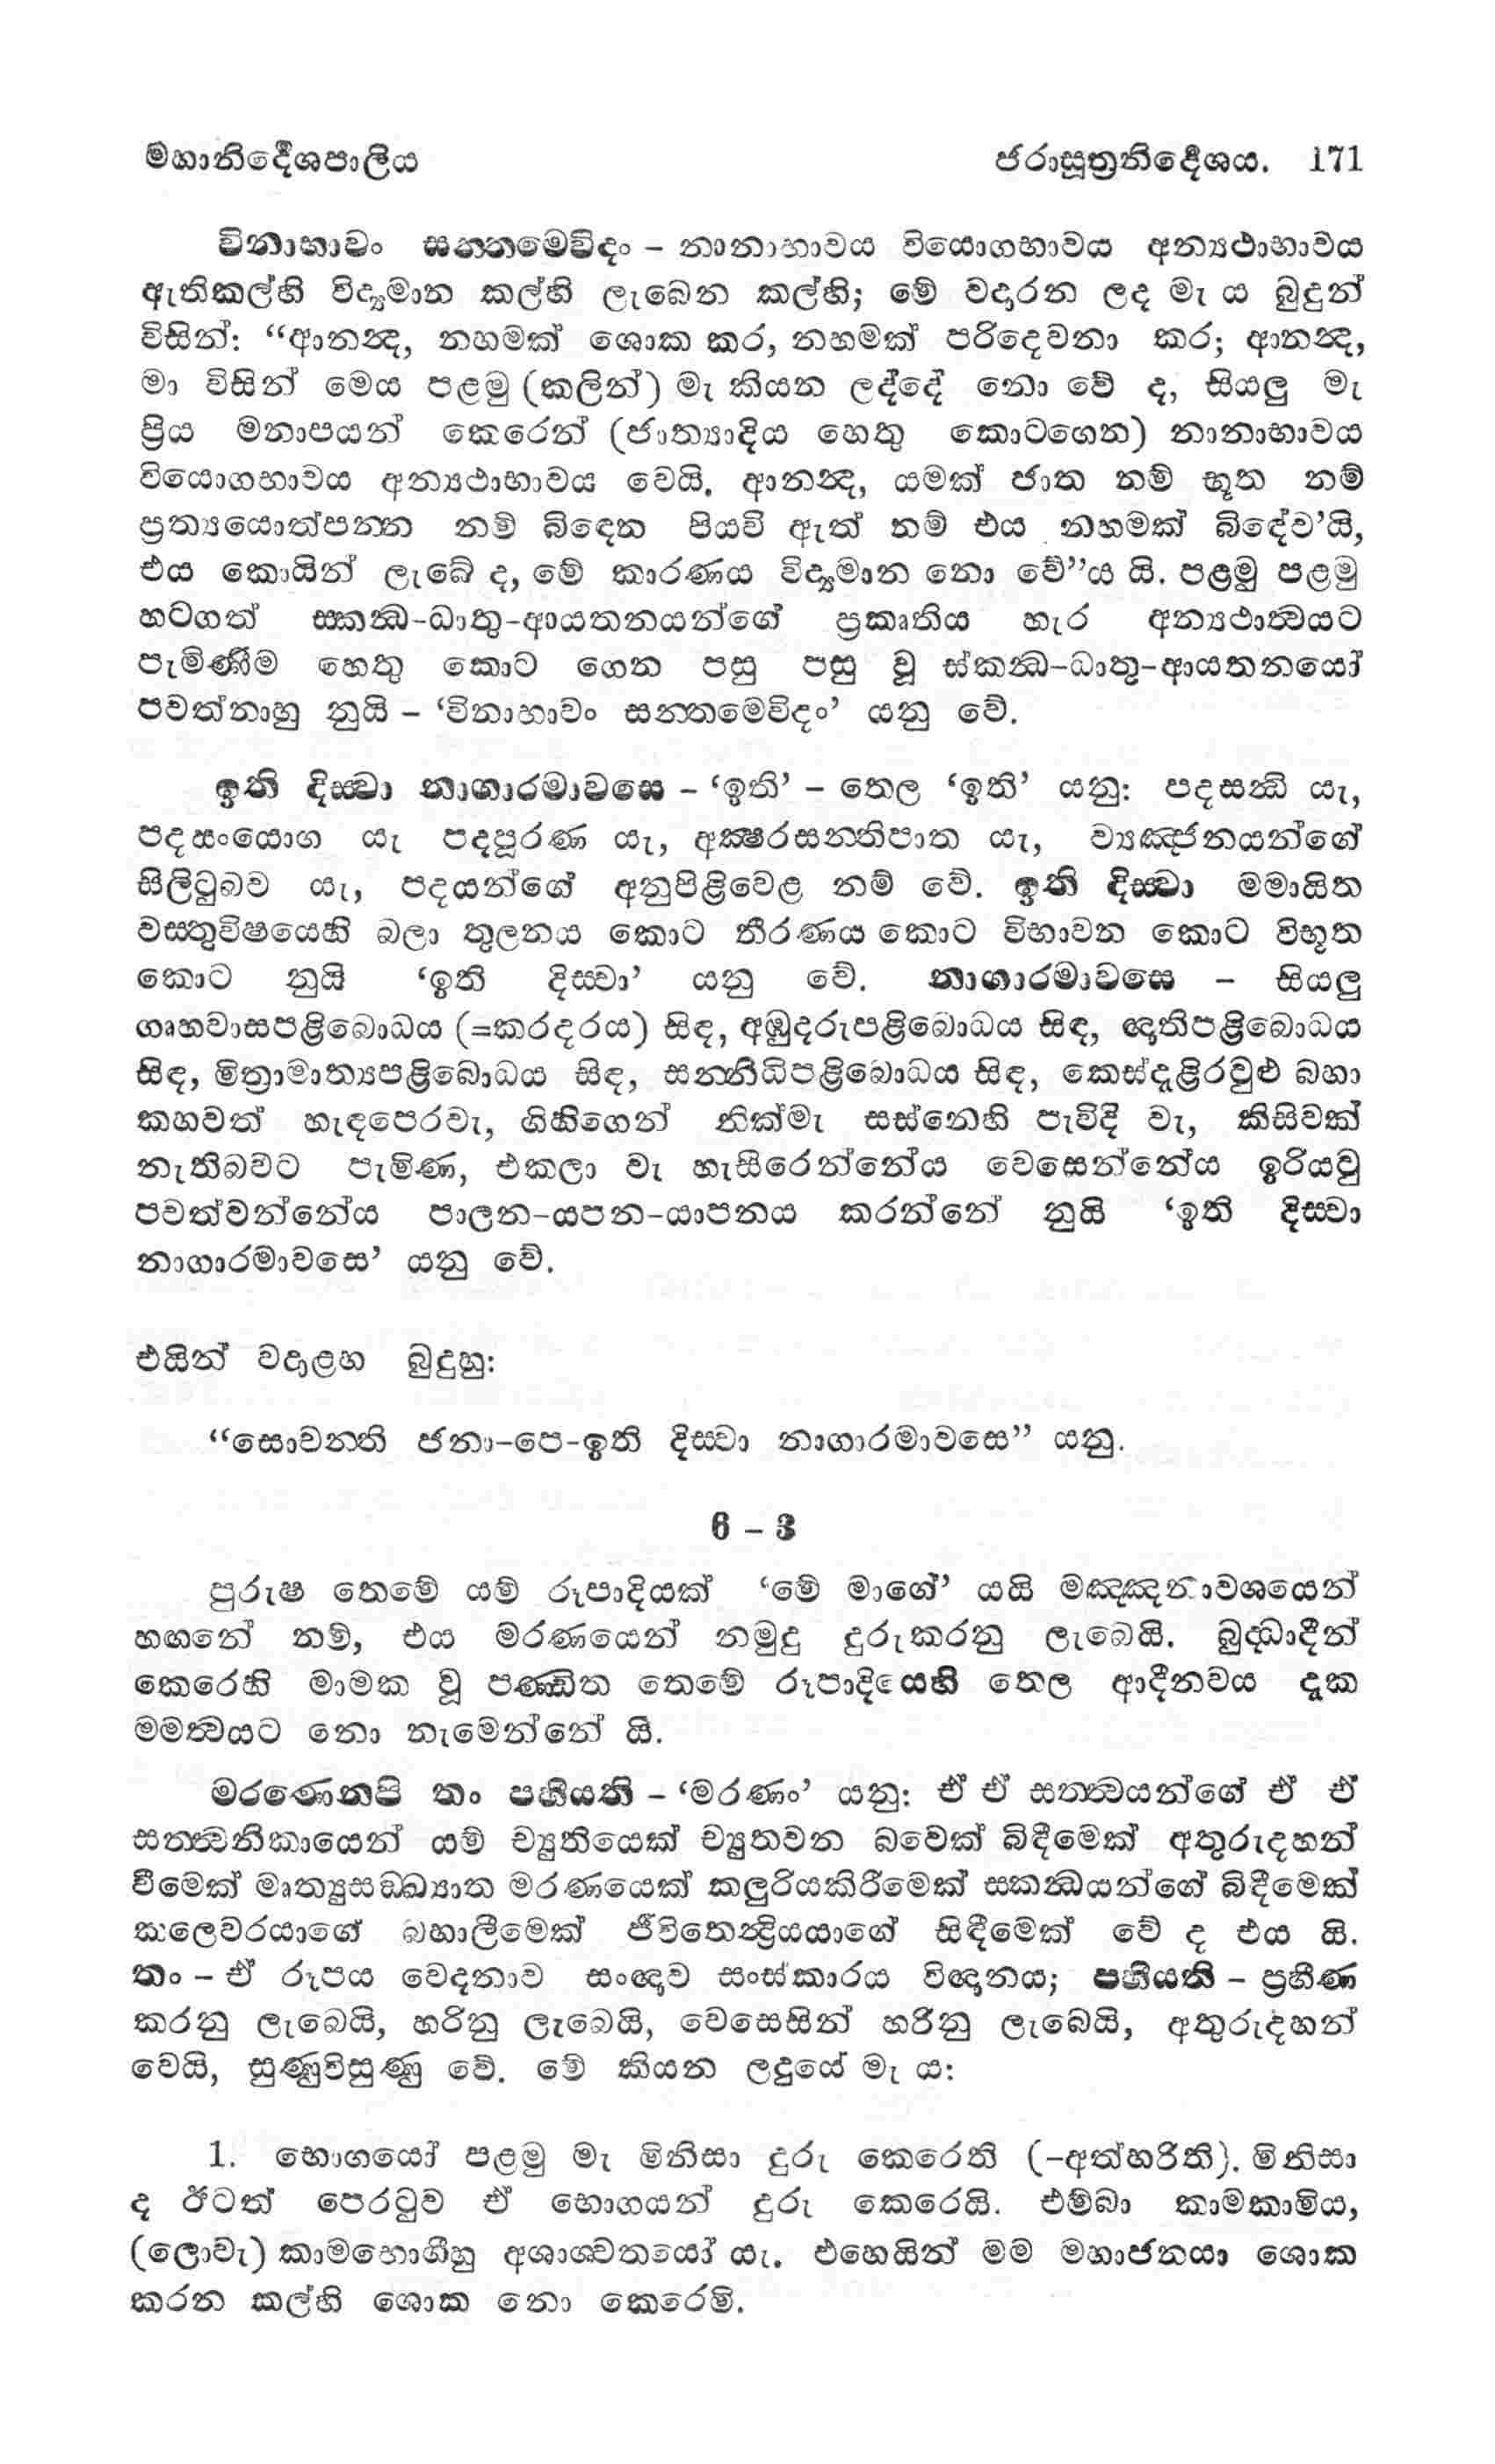 මහානිර්දේශපාලිය ජරාසූත්‍රනිර්දේශය. 171
විනාභාවං සන්තමෙවිදං – නානාභාවය වියොගභාවය අන්‍යථාභාවය
ඇතිකල්හි විද්‍යමාන කල්හි ලැබෙන කල්හි; මේ වදාරන ලද මැ ය බුදුන්
විසින්: “ආනන්‍ද, නහමක් ශොක කර, නහමක් පරිදෙවනා කර; ආනන්‍ද,
මා විසින් මෙය පළමු (කලින්) මැ කියන ලද්දේ නො වේ ද, සියලු මැ
ප්‍රිය මනාපයන් කෙරෙන් (ජාත්‍යාදිය හෙතු කොටගෙන) නානාභාවය
වියොගභාවය අන්‍යථාභාවය වෙයි. ආනන්‍ද, යමක් ජාත නම් භූත නම්
ප්‍රත්‍යයොත්පන්න නම් බිඳෙන පියවි ඇත් නම් එය නහමක් බිඳේව’යි,
එය කොයින් ලැබේ ද, මේ කාරණය විද්‍යමාන නො වේ”ය යි. පළමු පළමු
හටගත් ස්කන්‍ධ-ධාතු-ආයතනයන්ගේ ප්‍රකෘතිය හැර අන්‍යථාත්‍වයට
පැමිණීම හෙතු කොට ගෙන පසු පසු වූ ස්කන්‍ධ-ධාතු-ආයතනයෝ
පවත්නාහු නුයි – ‘විනාභාවං සන්තමෙවිදං’ යනු වේ.
ඉති දිස්වා නාගාරමාවසෙ – ‘ඉති’ – තෙල ‘ඉති’ යනු: පදසන්‍ධි යැ,
පදසංයොග යැ පදපූරණ යැ, අක්‍ෂරසන්නිපාත යැ, ව්‍යඤ්ජනයන්ගේ
සිලිටුබව යැ, පදයන්ගේ අනුපිළිවෙළ නම් වේ. ඉති දිස්වා මමායිත
වස්තුවිෂයෙහි බලා තුලනය කොට තීරණය කොට විභාවන කොට විභූත
කොට නුයි ‘ඉති දිස්වා’ යනු වේ. නාගාරමාවසෙ – සියලු
ගෘහවාසපළිබොධය (=කරදරය) සිඳ, අඹුදරුපළිබොධය සිඳ, ඥාතිපළිබොධය
සිඳ, මිත්‍රාමාත්‍යපළිබොධය සිඳ, සන්නිධිපළිබොධය සිඳ, කෙස්දැළිරවුළු බහා
කහවත් හැඳපෙරවැ, ගිහිගෙන් නික්මැ සස්නෙහි පැවිදි වැ, කිසිවක්
නැතිබවට පැමිණ, එකලා වැ හැසිරෙන්නේය වෙසෙන්නේය ඉරියවු
පවත්වන්නේය පාලන-යපන-යාපනය කරන්නේ නුයි ‘ඉති දිස්වා
නාගාරමාවසෙ’ යනු වේ.
එයින් වදාළහ බුදුහු:
“සොචන්ති ජනා-පෙ-ඉති දිස්වා නාගාරමාවසෙ” යනු.
6 – 3
පුරුෂ තෙමේ යම් රූපාදියක් ‘මේ මාගේ’ යයි මඤ්ඤනාවශයෙන්
හඟනේ නම්, එය මරණයෙන් නමුදු දුරුකරනු ලැබෙයි. බුද්ධාදීන්
කෙරෙහි මාමක වූ පණ්ඩිත තෙමේ රූපාදියෙහි තෙල ආදීනවය දැක
මමත්‍වයට නො නැමෙන්නේ යි.
මරණෙනපි තං පහීයති – ‘මරණං’ යනු: ඒ ඒ සත්ත්‍වයන්ගේ ඒ ඒ
සත්ත්‍වනිකායෙන් යම් ච්‍යුතියෙක් ච්‍යුතවන බවෙක් බිඳීමෙක් අතුරුදහන්
වීමෙක් මෘත්‍යුසඞ්ඛ්‍යාත මරණයෙක් කලුරියකිරීමෙක් ස්කන්‍ධයන්ගේ බිඳීමෙක්
කලෙවරයාගේ බහාලීමෙක් ජීවිතෙන්‍ද්‍රියයාගේ සිඳීමෙක් වේ ද එය යි.
තං – ඒ රූපය වෙදනාව සංඥාව සංස්කාරය විඥානය; පහීයති – ප්‍රහීණ
කරනු ලැබෙයි, හරිනු ලැබෙයි, වෙසෙසින් හරිනු ලැබෙයි, අතුරුදහන්
වෙයි, සුණුවිසුණු වේ. මේ කියන ලදුයේ මැ ය:
1. භොගයෝ පළමු මැ මිනිසා දුරු කෙරෙති (-අත්හරිති). මිනිසා
ද ඊටත් පෙරටුව ඒ භොගයන් දුරු කෙරෙයි. එම්බා කාමකාමිය,
(ලොවැ) කාමභොගීහු අශාශ්වතයෝ යැ. එහෙයින් මම මහාජනයා ශොක
කරන කල්හි ශොක නො කෙරෙමි.